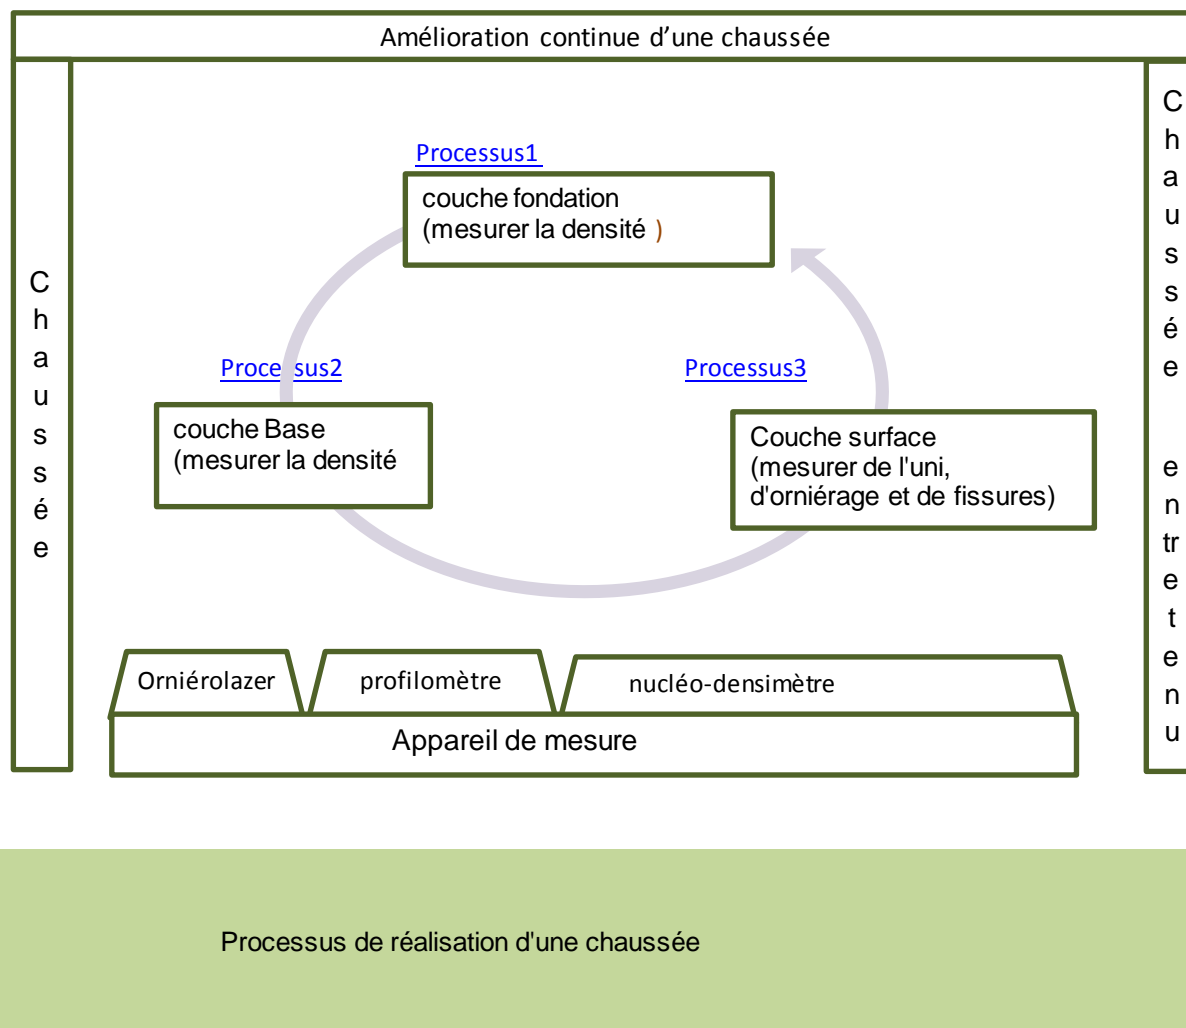 Amélioration continue d’une chaussée
Chaussée
Processus1
couche fondation
(mesurer la densité )
Processus2
couche Base
(mesurer la densité
Processus3
Couche surface
(mesurer de l'uni,
d'orniérage et de fissures)
Chaussée entretenu
Orniérolazer
profilomètre
nucléo-densimètre
Appareil de mesure
Processus de réalisation d'une chaussée